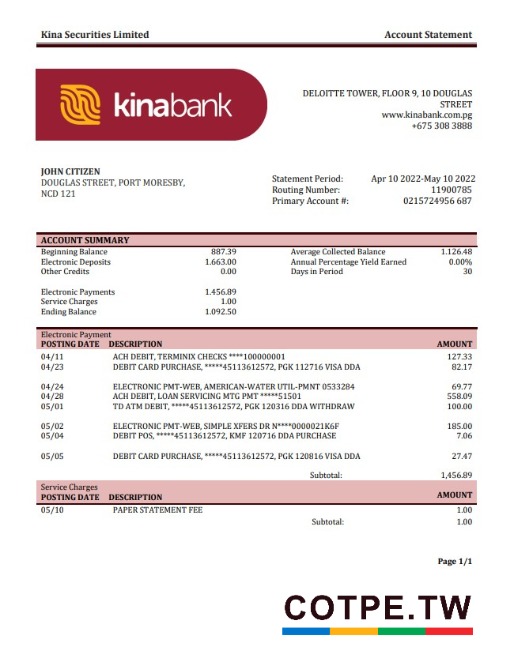 Kina Securities Limited Account Statement
kinabank
DELOITTE TOWER, FLOOR 9, 10 DOUGLAS
STREET
www.kinabank.com.pg
+675 308 3888
JOHN CITIZEN
DOUGLAS STREET, PORT MORESBY,
NCD 121
Statement Period: Apr 10 2022-May 10 2022
Routing Number: 11900785
Primary Account #: 0215724956 687
ACCOUNT SUMMARY
Beginning Balance 887.39 Average Collected Balance 1.126.48
Electronic Deposits 1.663.00 Annual Percentage Yield Earned 0.00%
Other Credits 0.00 Days in Period 30
Electronic Payments 1.456.89
Service Charges 1.00
Ending Balance 1.092.50
Electronic Payment
POSTING DATE DESCRIPTION AMOUNT
04/11 ACH DEBIT, TERMINIX CHECKS ****100000001 127.33
04/23 DEBIT CARD PURCHASE, *****45113612572, PGK 112716 VISA DDA 82.17
04/24 ELECTRONIC PMT-WEB, AMERICAN-WATER UTIL-PMNT 0533284 69.77
04/28 ACH DEBIT, LOAN SERVICING MTG PMT *****51501 558.09
05/01 TD ATM DEBIT, *****45113612572, PGK 120316 DDA WITHDRAW 100.00
05/02 ELECTRONIC PMT-WEB, SIMPLE XFERS DR N****0000021K6F 185.00
05/04 DEBIT POS, *****45113612572, KMF 120716 DDA PURCHASE 7.06
05/05 DEBIT CARD PURCHASE, *****45113612572, PGK 120816 VISA DDA 27.47
Subtotal: 1,456.89
Service Charges
POSTING DATE DESCRIPTION AMOUNT
05/10 PAPER STATEMENT FEE 1.00
Subtotal: 1.00
Page 1/1
COTPE.TW